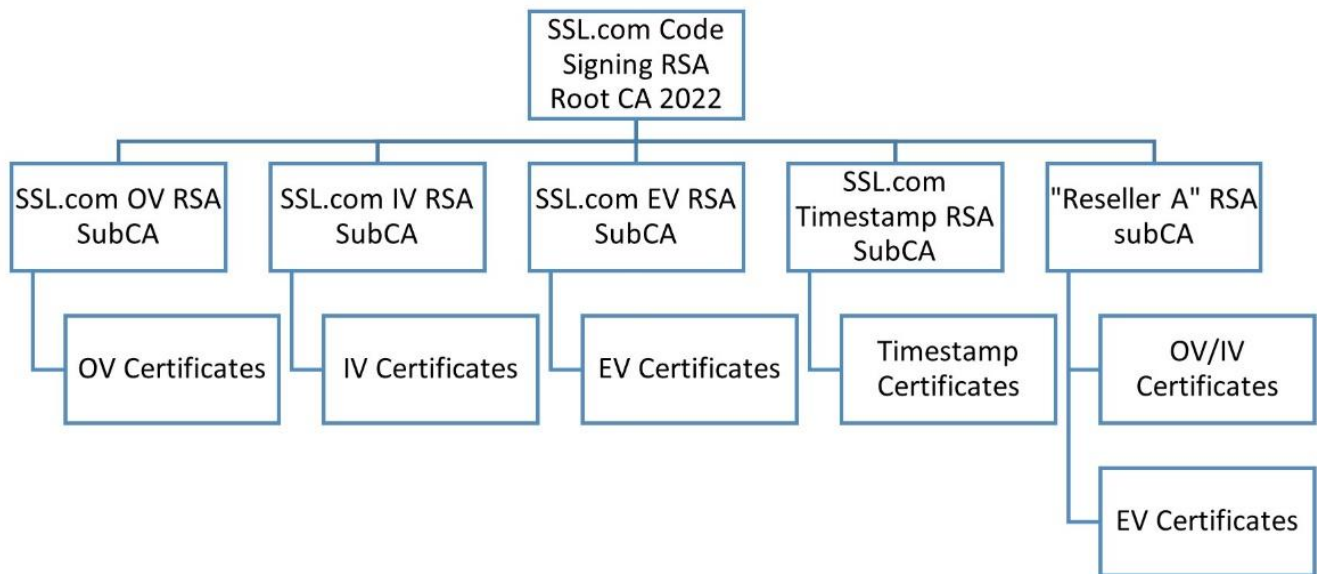 SSL.com Code
Signing RSA
Root CA 2022
SSL.com OV RSA
SubCA
SSL.com IV RSA
SubCA
SSL.com EV RSA
SubCA
SSL.com
Timestamp RSA
SubCA
"Reseller A" RSA
subCA
OV Certificates
IV Certificates
EV Certificates
Timestamp
Certificates
OV/IV
Certificates
EV Certificates